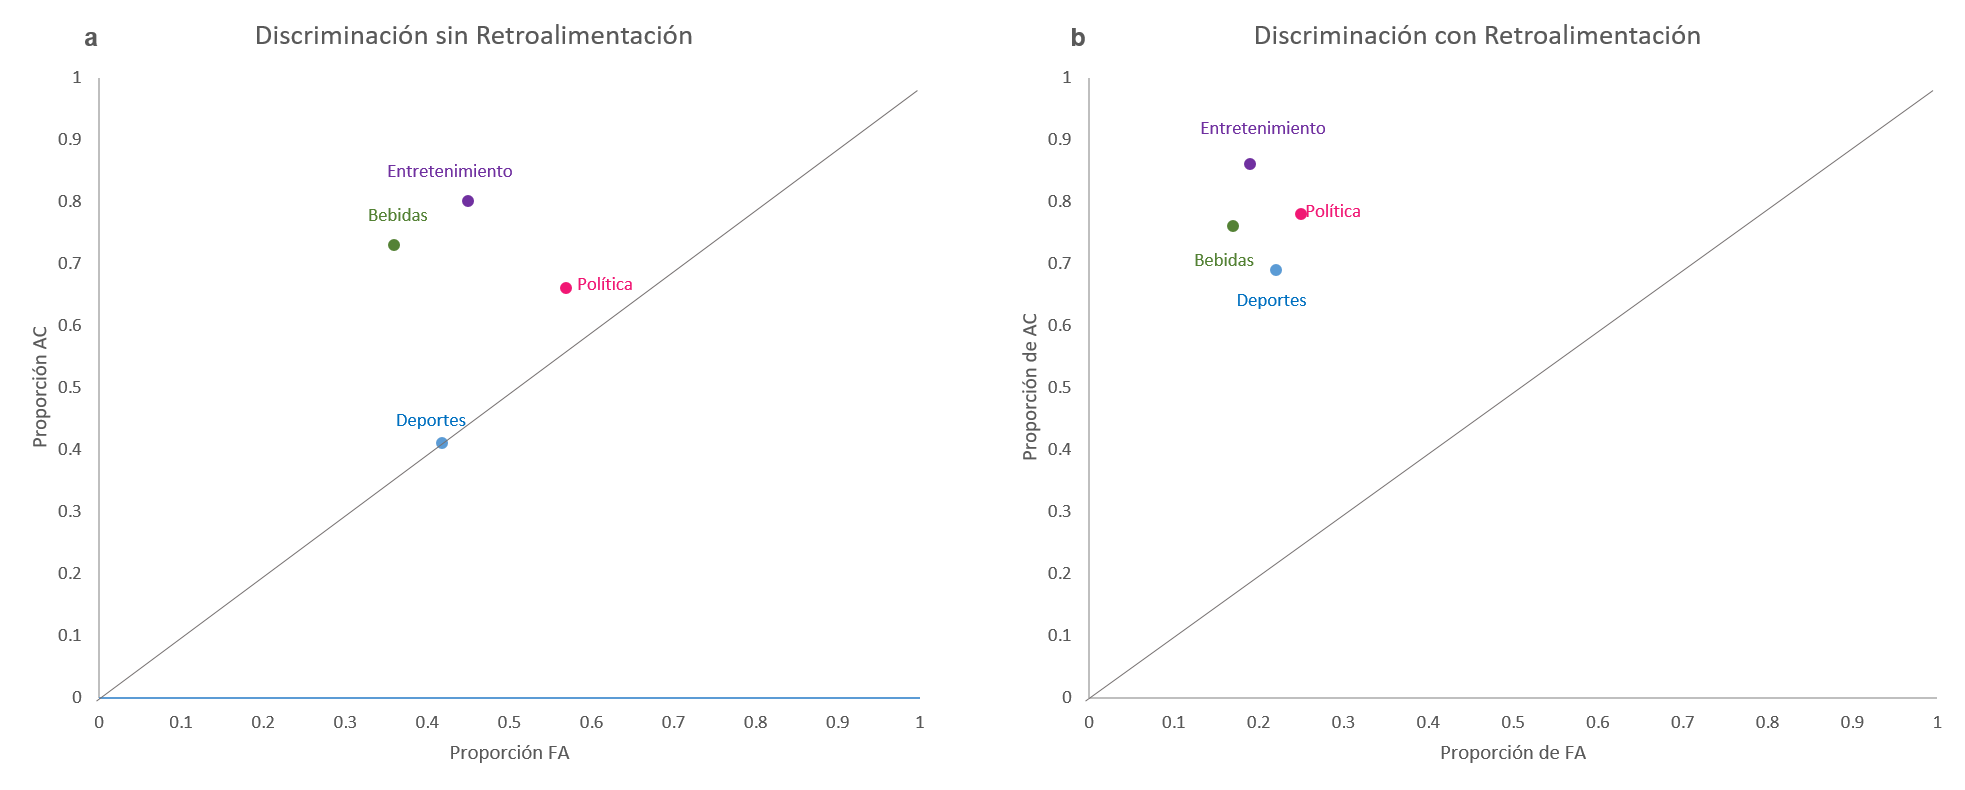 a
Discriminación sin Retroalimentación
1
0.9
0.8
0.7
0.6
0.5
0.4
0.3
0.2
0.1
0
Proporción AC
Entretenimiento
Bebidas
Política
Deportes
0 0.1 0.2 0.3 0.4 0.5 0.6 0.7 0.8 0.9 1
Proporción FA
b
Discriminación con Retroalimentación
1
0.9
0.8
0.7
0.6
0.5
0.4
0.3
0.2
0.1
0
Proporción de AC
Entretenimiento
Política
Bebidas
Deportes
0 0.1 0.2 0.3 0.4 0.5 0.6 0.7 0.8 0.9 1
Proporción de FA